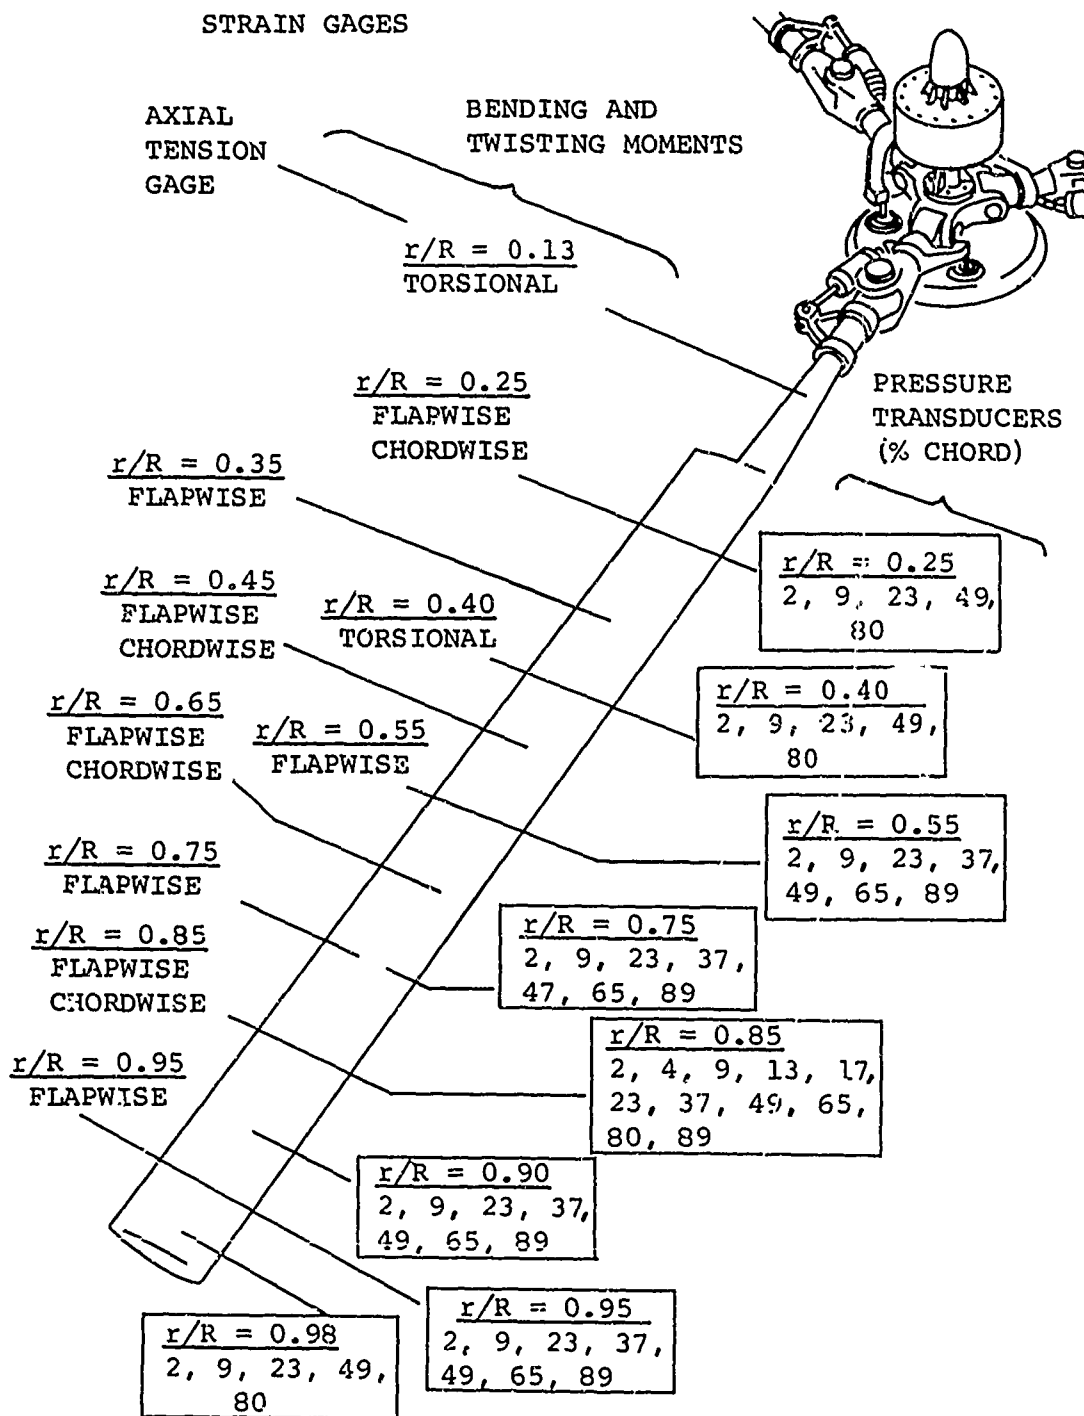 STRAIN GAGES
AXIAL
TENSION
GAGE
BENDING AND
TWISTING MOMENTS
r/R = 0.13
TORSIONAL
r/R = 0.25
FLAPWISE
CHORDWISE
r/R = 0.35
FLAPWISE
r/R = 0.45
FLAPWISE
CHORDWISE
r/R = 0.40
TORSIONAL
r/R = 0.65
FLAPWISE
CHORDWISE
r/R = 0.55
FLAPWISE
r/R = 0.75
FLAPWISE
r/R = 0.85
FLAPWISE
CHORDWISE
r/R = 0.95
FLAPWISE
PRESSURE
TRANSDUCERS
(% CHORD)
r/R = 0.25
2, 9, 23, 49,
80
r/R = 0.40
2, 9, 23, 49,
80
r/R = 0.55
2, 9, 23, 37,
49, 65, 89
r/R = 0.75
2, 9, 23, 37,
47, 65, 89
r/R = 0.85
2, 4, 9, 13, 17,
23, 37, 49, 65,
80, 89
r/R = 0.90
2, 9, 23, 37,
49, 65, 89
r/R = 0.95
2, 9, 23, 37,
49, 65, 89
r/R = 0.98
2, 9, 23, 49,
80